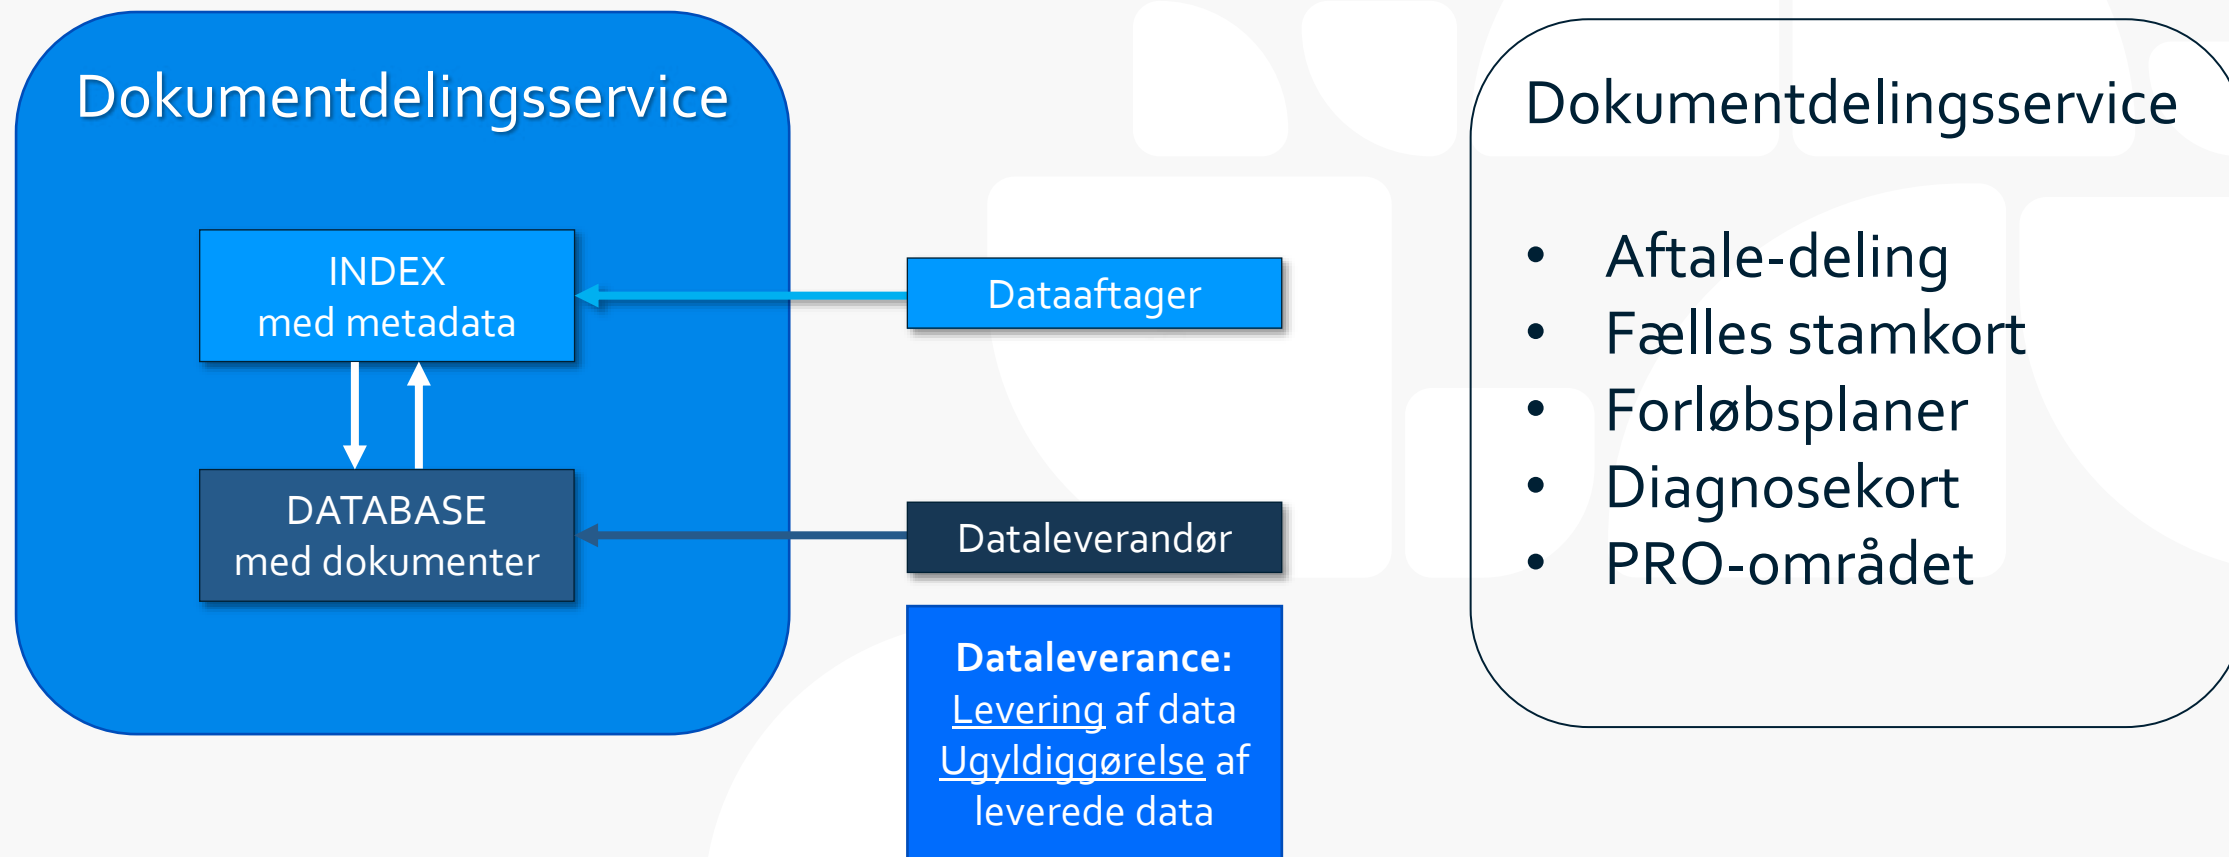 Dokumentdelingsservice
INDEX
med metadata
DATABASE
med dokumenter
Dataaftager
Dataleverandør
Dataleverance:
Levering af data
Ugyldiggørelse af
leverede data
Dokumentdelingsservice
• Aftale-deling
• Fælles stamkort
• Forløbsplaner
• Diagnosekort
• PRO-området